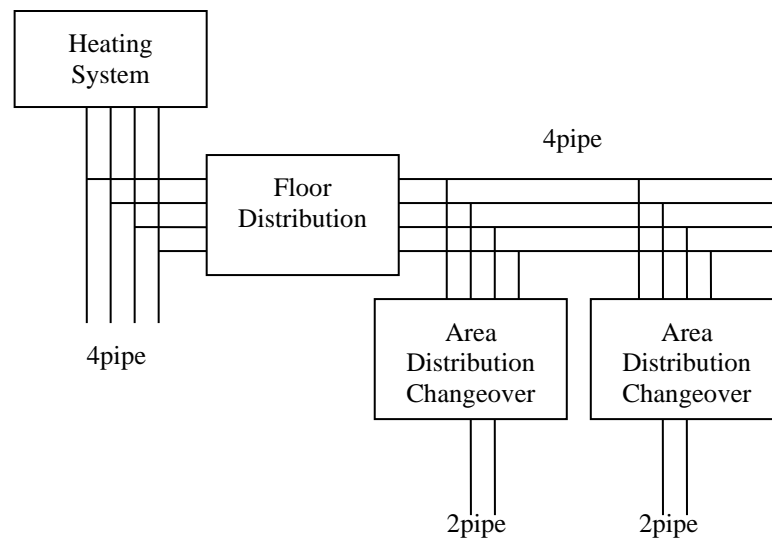 Heating
System
4pipe
Floor
Distribution
4pipe
Area
Distribution
Changeover
Area
Distribution
Changeover
2pipe
2pipe